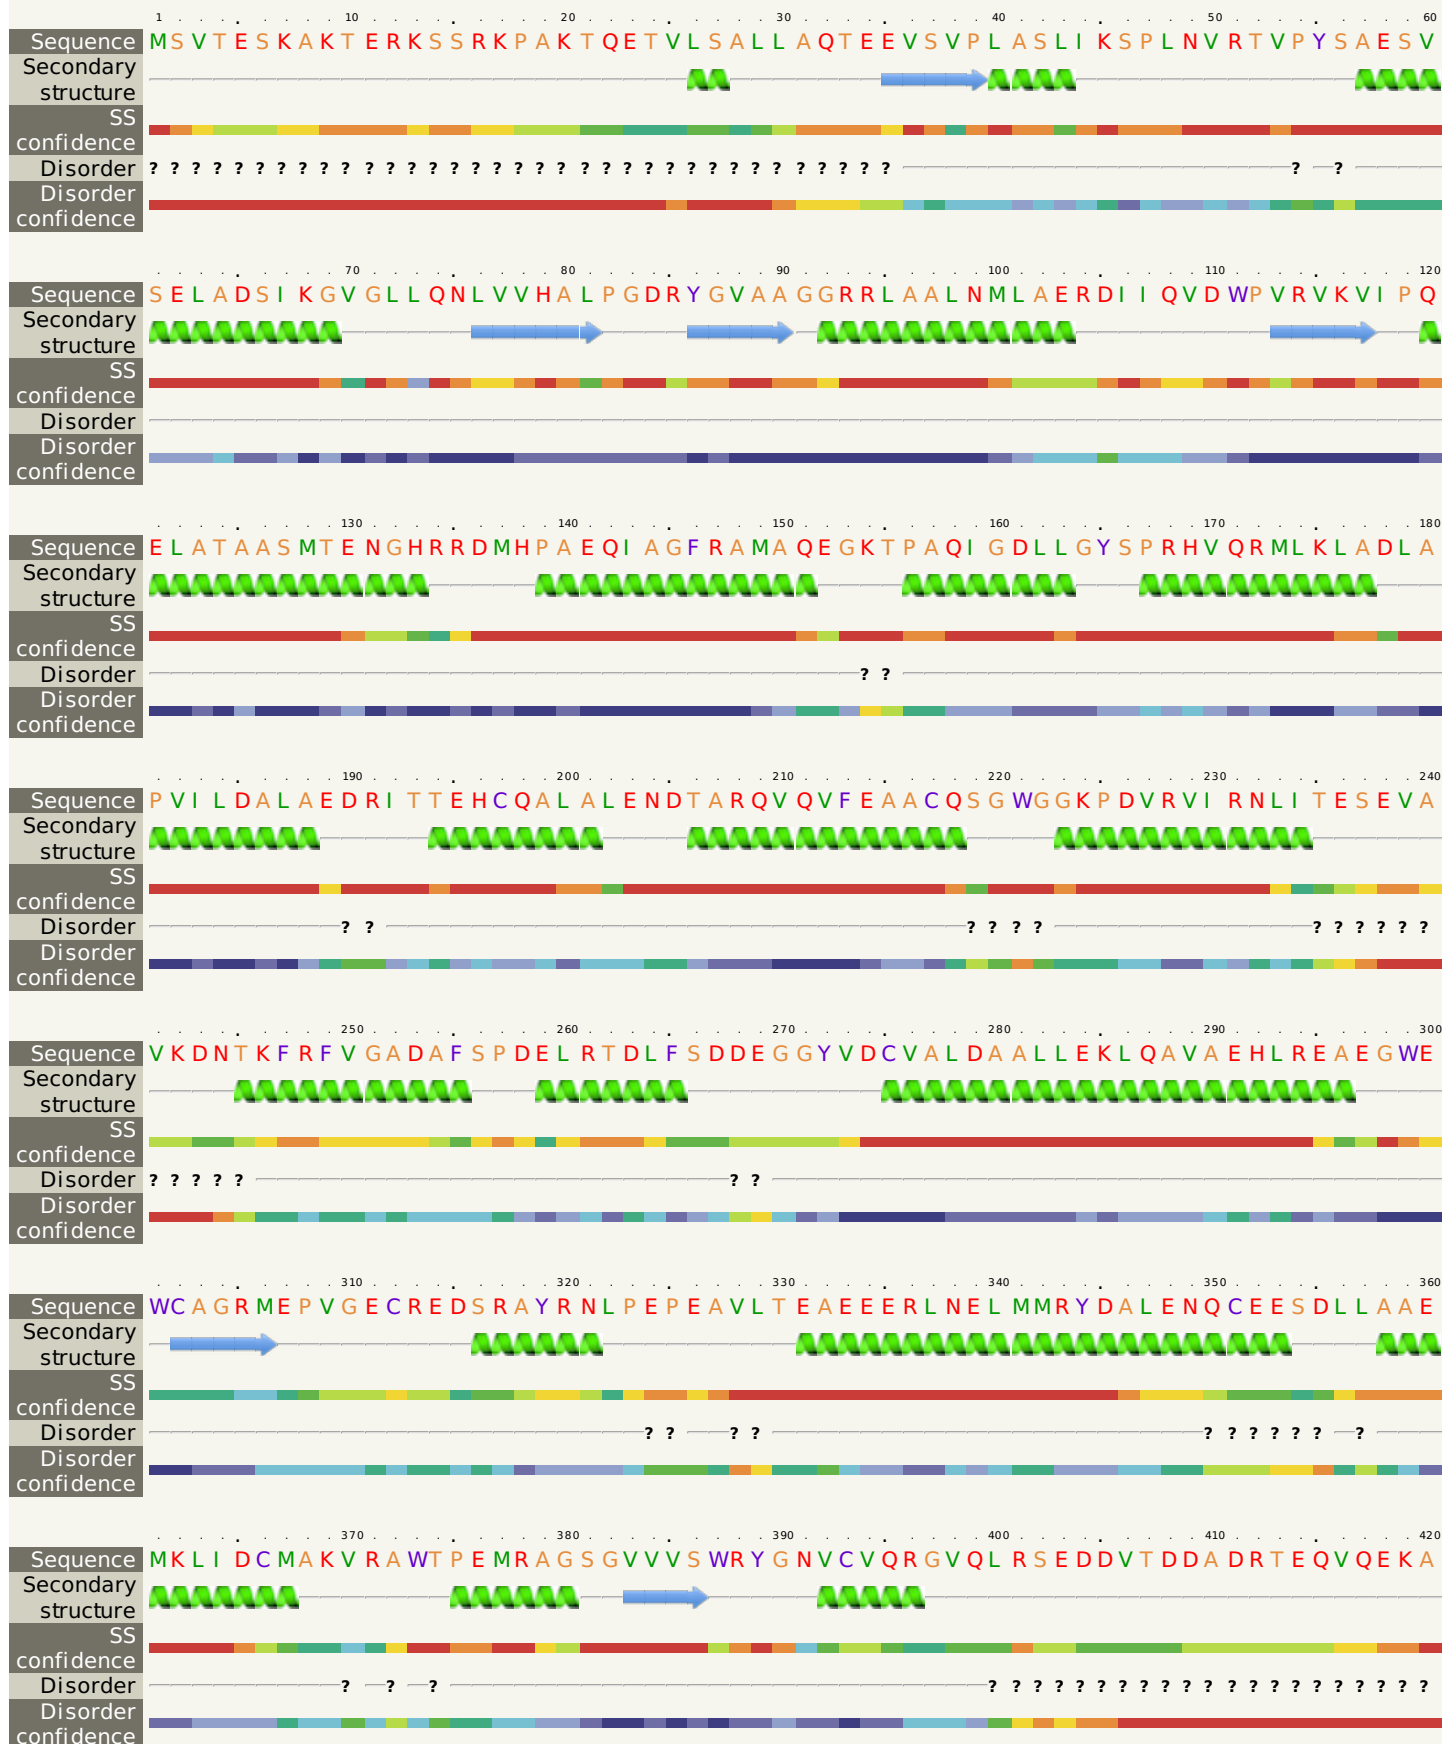 1 10 20 30 40 50 60
Sequence MSVTESKAKTERKSSRKPAKTQETVLSALLAQTEEVSVPLASLIKSPLNVRTVPYSAESV
Secondary
structure
SS
confidence
Disorder ? ? ? ? ? ? ? ? ? ? ? ? ? ? ? ? ? ? ? ? ? ? ? ? ? ? ? ? ? ? ? ? ? ? ? ? ?
Disorder
confidence
70 80 90 100 110 120
Sequence SELADSIKGVGLLQNLVVHALPGDRYGVAAGGRRLAALNMLAERDIIQVDWPVRVKVIPQ
Secondary
structure
SS
confidence
Disorder
Disorder
confidence
130 140 150 160 170 180
Sequence ELATAASMTENGHRRDMHPAEQIAGFRAMAQEGKTPAQIGDLLGYSPRHVQRMLKLADLA
Secondary
structure
SS
confidence
Disorder ? ?
Disorder
confidence
190 200 210 220 230 240
Sequence PVILDALAEDRITTEHCQALALENDTARQVQVFEAACQSGWGGKPDVRVIRNLITESEVA
Secondary
structure
SS
confidence
Disorder ? ? ? ? ? ? ? ? ? ? ? ?
Disorder
confidence
250 260 270 280 290 300
Sequence VKDNTKFRFVGADAFSPDELRTDLFSDDEGGYVDCVALDAALLEKLQAVAEHLREAEGWE
Secondary
structure
SS
confidence
Disorder ? ? ? ? ? ? ?
Disorder
confidence
310 320 330 340 350 360
Sequence WCAGRMEPVGECREDSRAYRNLPEPEAVLTEAEEERLNELMMRYDALENQCEESDLLAAE
Secondary
structure
SS
confidence
Disorder ? ? ? ? ? ? ? ? ? ? ?
Disorder
confidence
370 380 390 400 410 420
Sequence MKLIDCMAKVRAWTPEMRAGSGVVVSWRYGNVCVQRGVQLRSEDDVTDDADRTEQVQEKA
Secondary
structure
SS
confidence
Disorder ? ? ? ? ? ? ? ? ? ? ? ? ? ? ? ? ? ? ? ? ? ? ? ?
Disorder
confidence